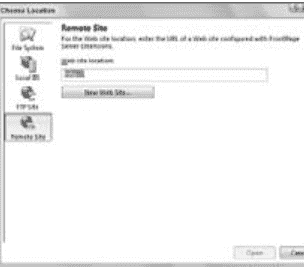 Choose Location
File System
Local IIS
FTP Site
Remote Site
Remote Site
For the Web site location, enter the URL of a Web site configured with FrontPage
Server Extensions.
Web site location:
New Web Site...
Open